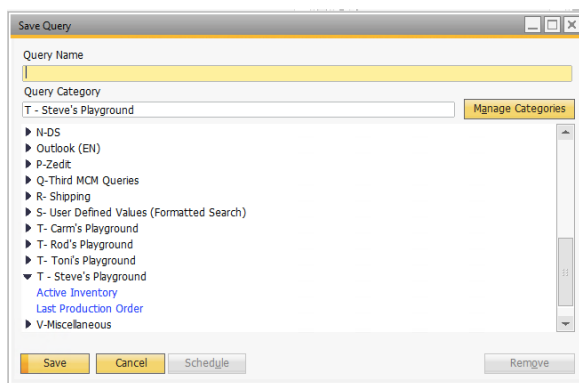 Save Query
Query Name
Query Category
T - Steve's Playground
Manage Categories
N-DS
Outlook (EN)
P-Zedit
Q-Third MCM Queries
R- Shipping
S- User Defined Values (Formatted Search)
T- Carm's Playground
T- Rod's Playground
T- Toni's Playground
T - Steve's Playground
Active Inventory
Last Production Order
V-Miscellaneous
Save Cancel Schedule Remove